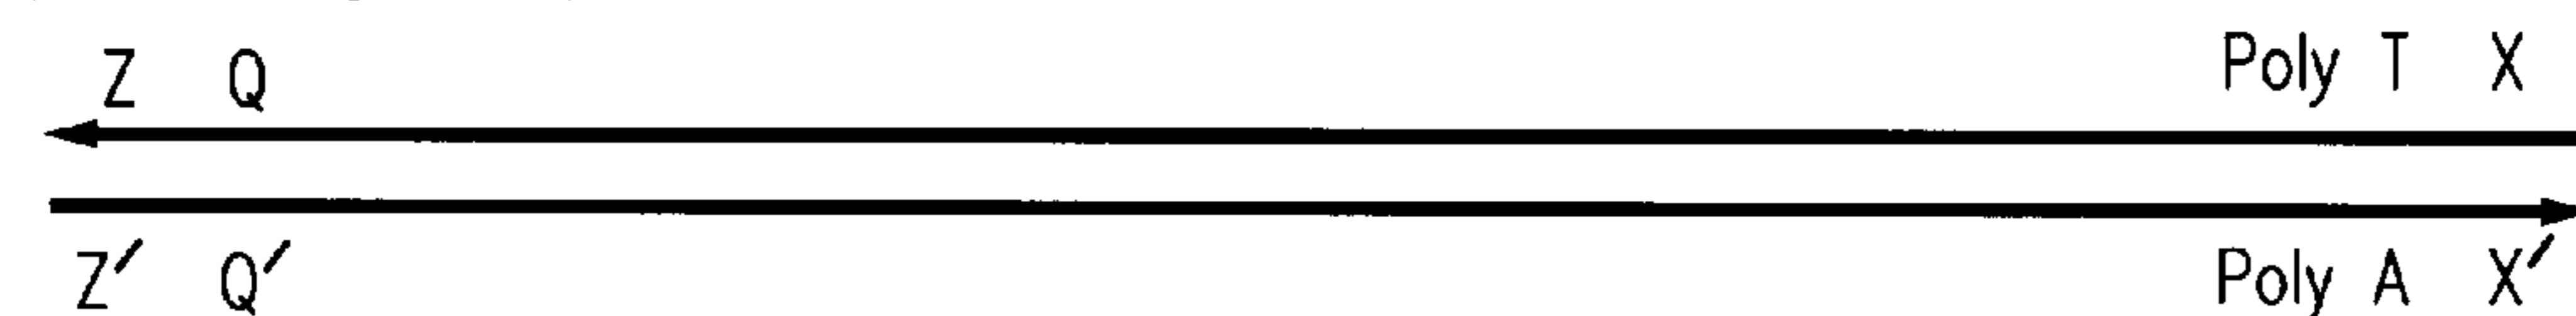 Z Q Poly T X
Z′ Q′ Poly A X′